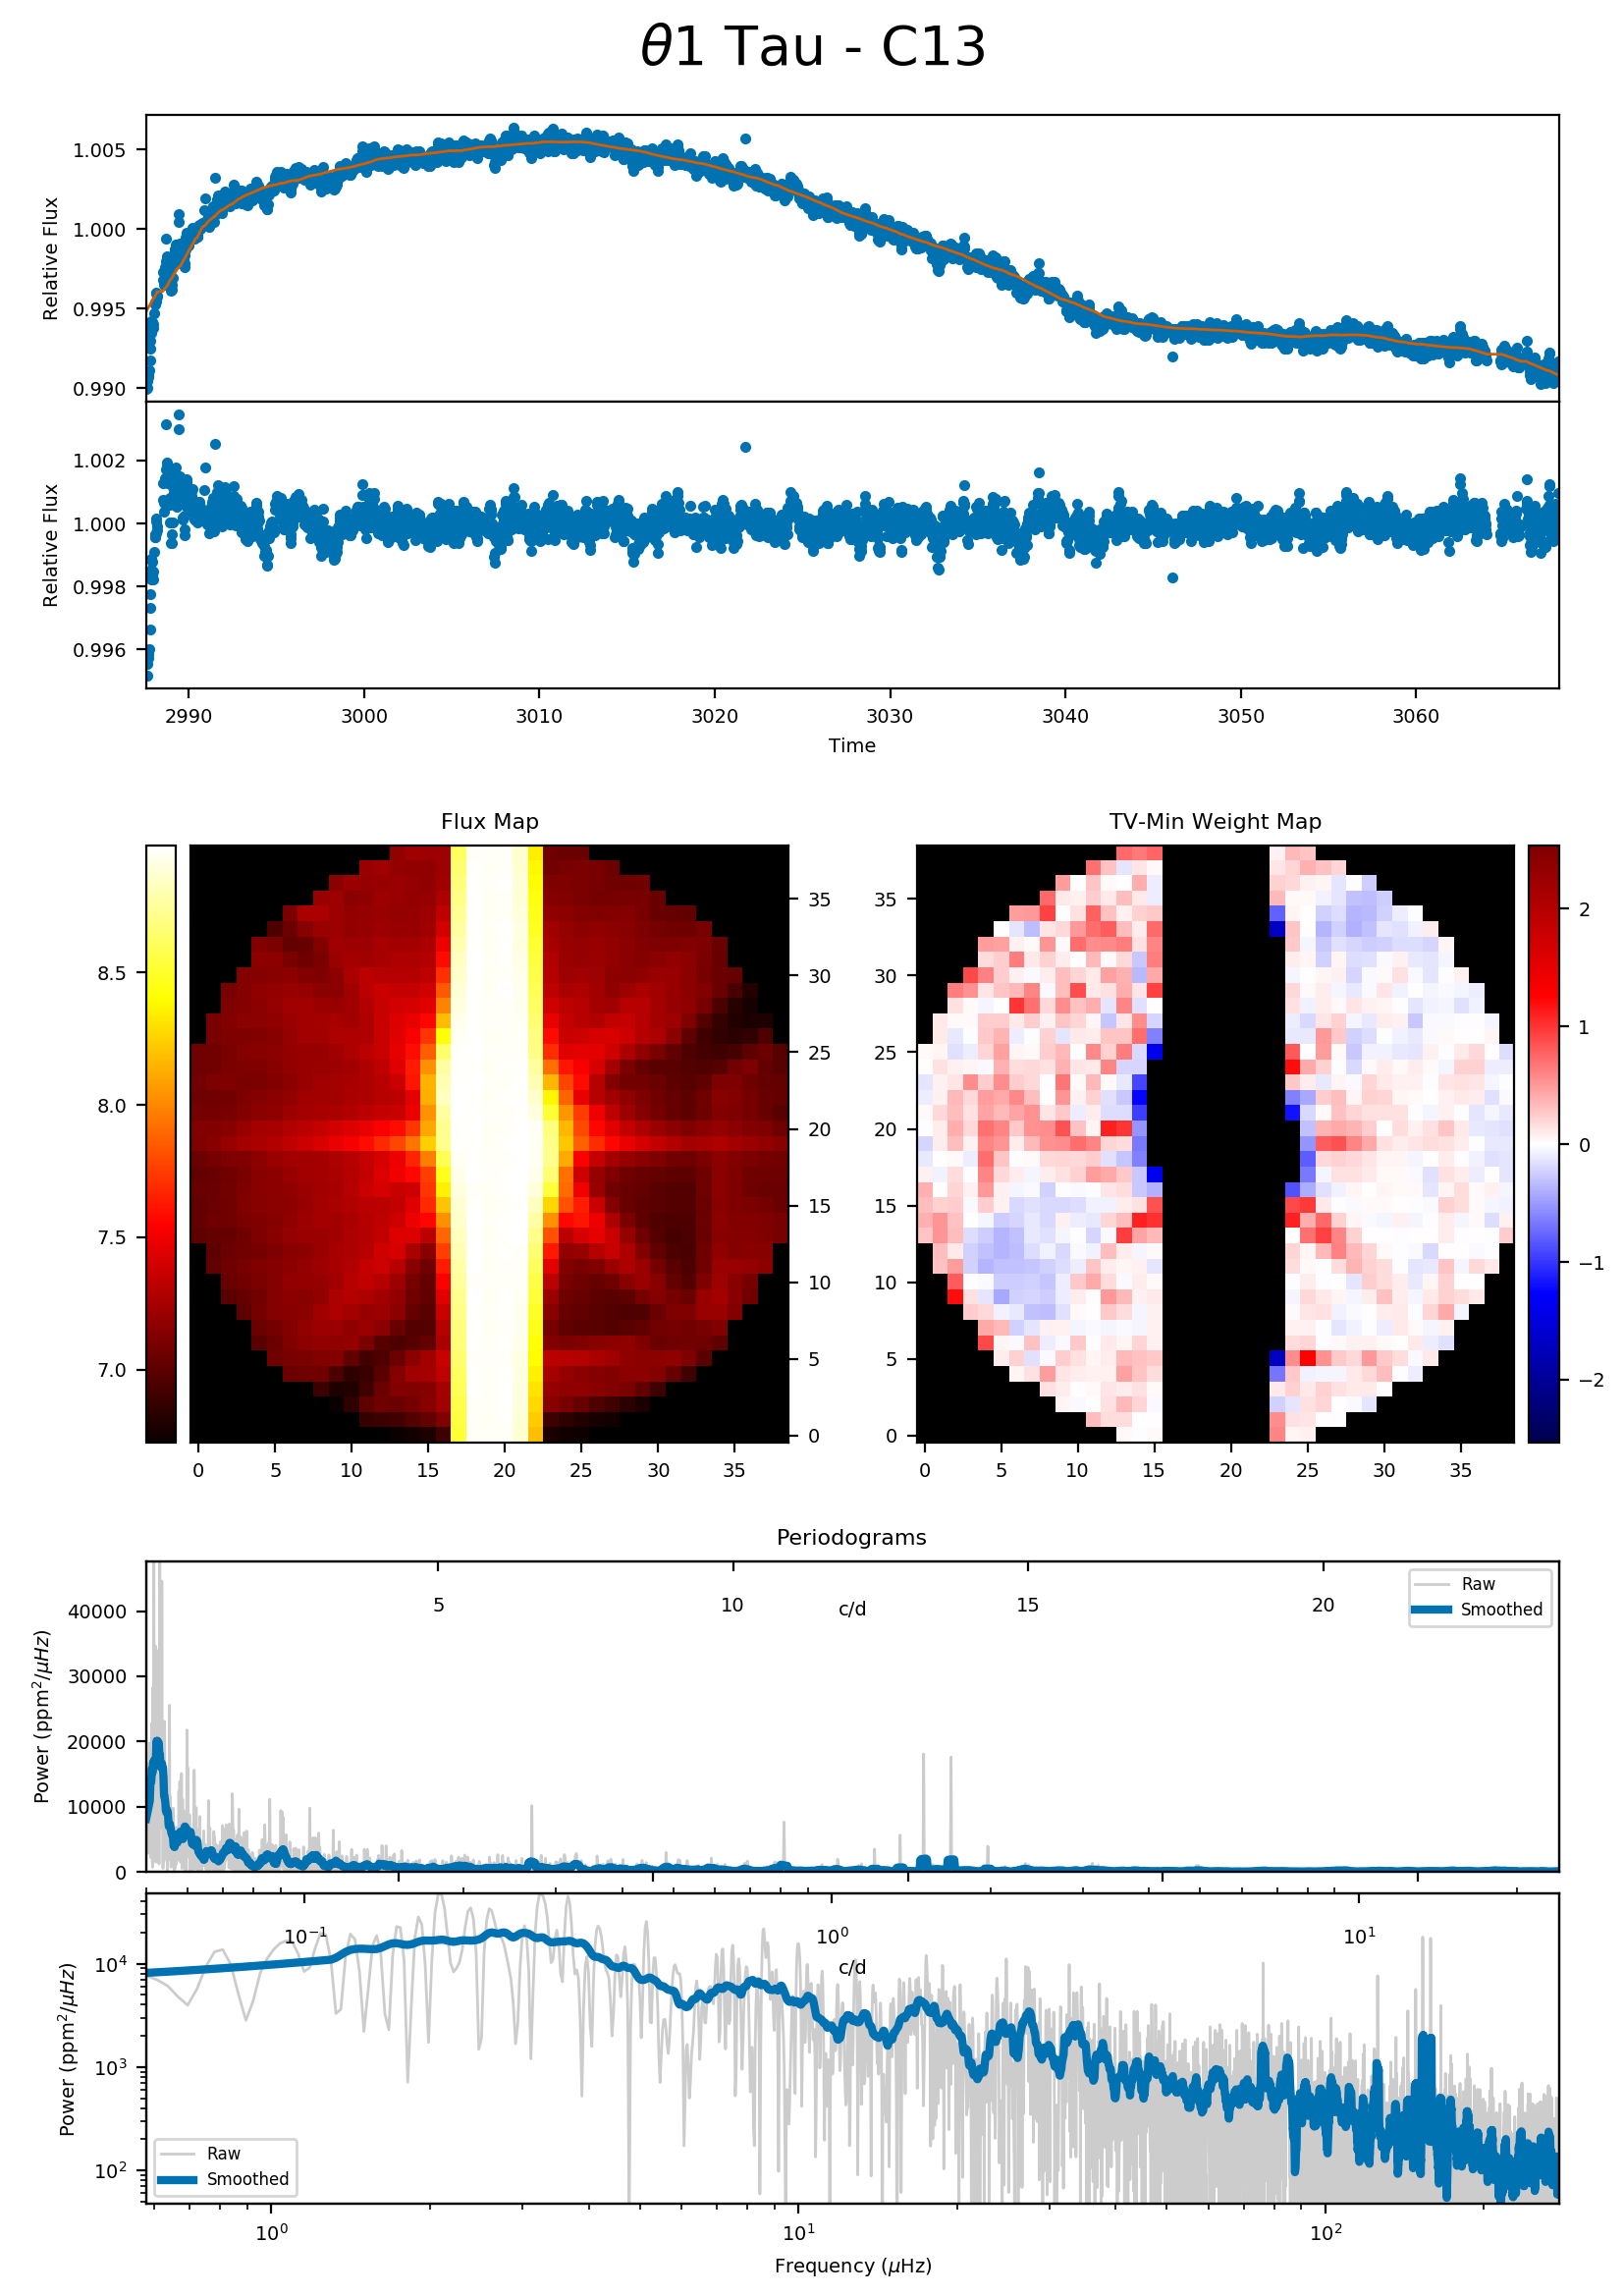 θ1 Tau - C13
1.005
1.000
0.995
0.990
Relative Flux
1.002
1.000
0.998
0.996
Relative Flux
2990 3000 3010 3020 3030 3040 3050 3060
Time
Flux Map
8.5
8.0
7.5
7.0
35
30
25
20
15
10
5
0
0 5 10 15 20 25 30 35
TV-Min Weight Map
35
30
25
20
15
10
5
0
0 5 10 15 20 25 30 35
2
1
0
−1
−2
Periodograms
5 10 15 20
c/d
Raw
Smoothed
40000
30000
20000
10000
0
Power (ppm²/μHz)
10⁻¹ 10⁰ 10¹
c/d
10⁴
10³
10²
Power (ppm²/μHz)
Raw
Smoothed
10⁰ 10¹ 10²
Frequency (μHz)